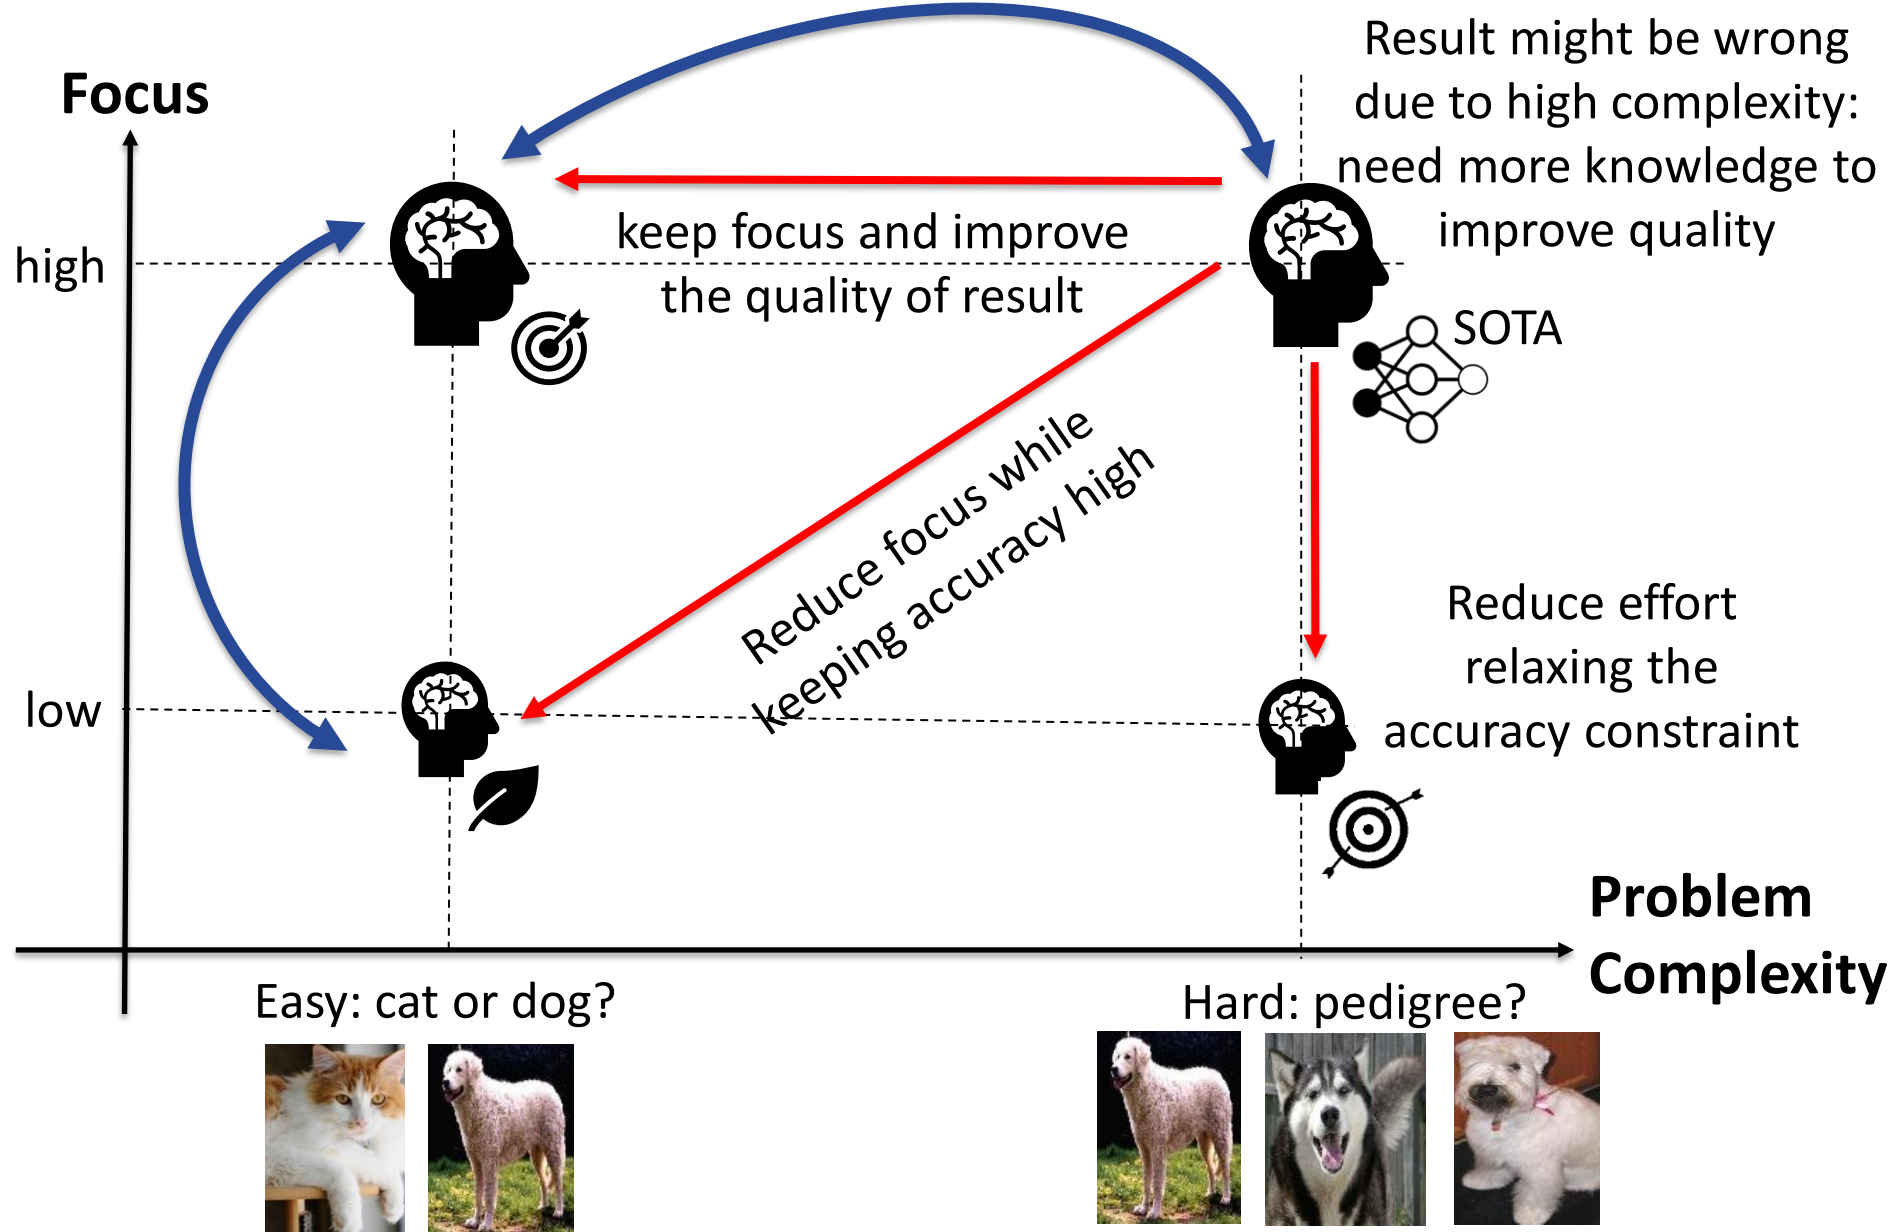 Focus
Result might be wrong
due to high complexity:
need more knowledge to
improve quality
high
keep focus and improve
the quality of result
SOTA
Reduce focus while
keeping accuracy high
low
Reduce effort
relaxing the
accuracy constraint
Problem
Complexity
Easy: cat or dog?
Hard: pedigree?